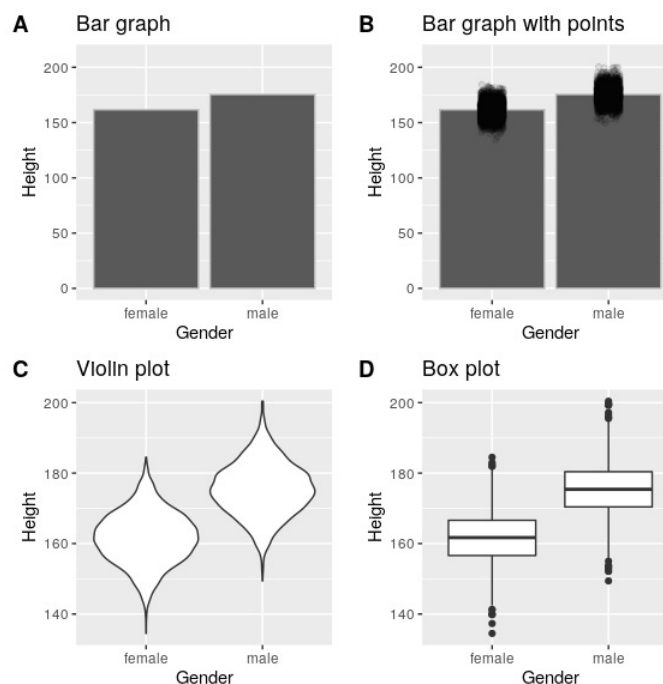 A Bar graph
200
150
100
50
0
Height
female male
Gender
B Bar graph with points
200
150
100
50
0
Height
female male
Gender
C Violin plot
200
180
160
140
Height
female male
Gender
D Box plot
200
180
160
140
Height
female male
Gender